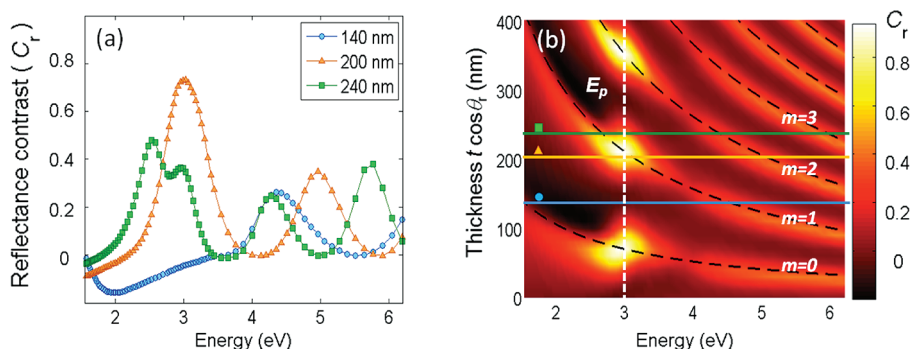 (a)
140 nm
200 nm
240 nm
Reflectance contrast ( Cr )
0.8
0.6
0.4
0.2
0
2 3 4 5 6
Energy (eV)
(b)
Ep
m=3
m=2
m=1
m=0
Thickness t cosθr (nm)
400
300
200
100
0
2 3 4 5 6
Energy (eV)
Cr
0.8
0.6
0.4
0.2
0